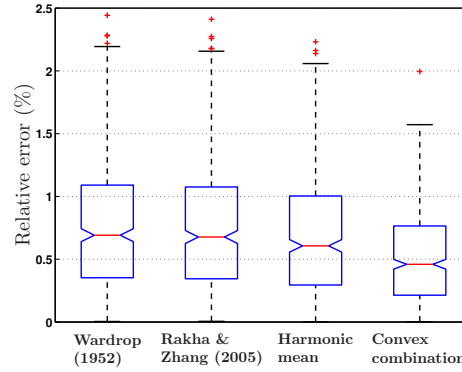 2.5
2
1.5
1
0.5
0
Relative error (%)
Wardrop
(1952)
Rakha &
Zhang (2005)
Harmonic
mean
Convex
combination